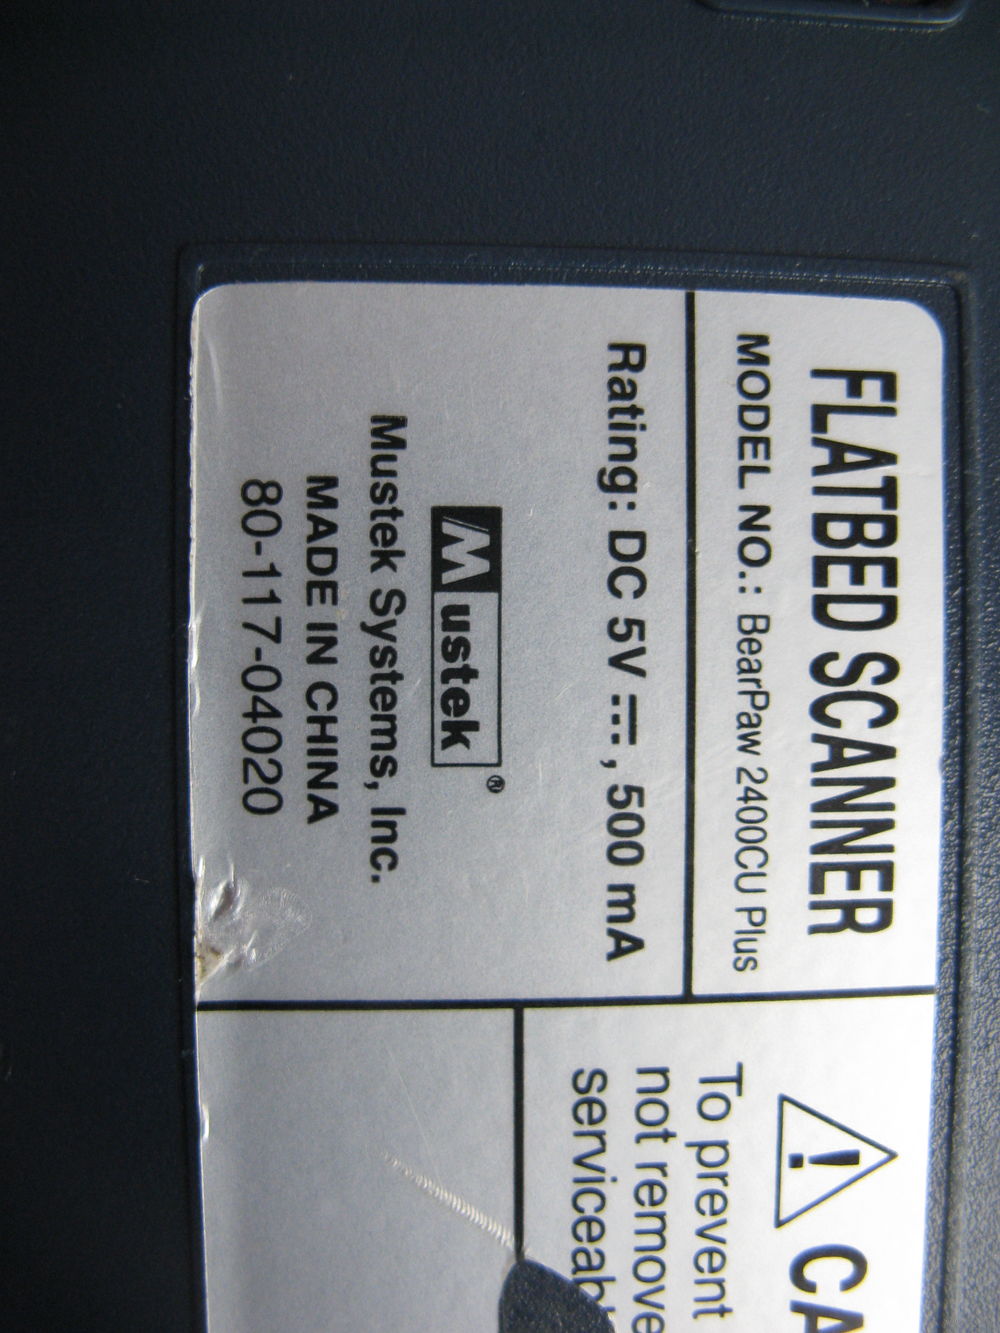 FLATBED SCANNER
MODEL NO.: BearPaw 2400CU Plus
Rating: DC 5V ⎓, 500 mA
Mustek®
Mustek Systems, Inc.
MADE IN CHINA
80-117-04020
To prevent
not remove